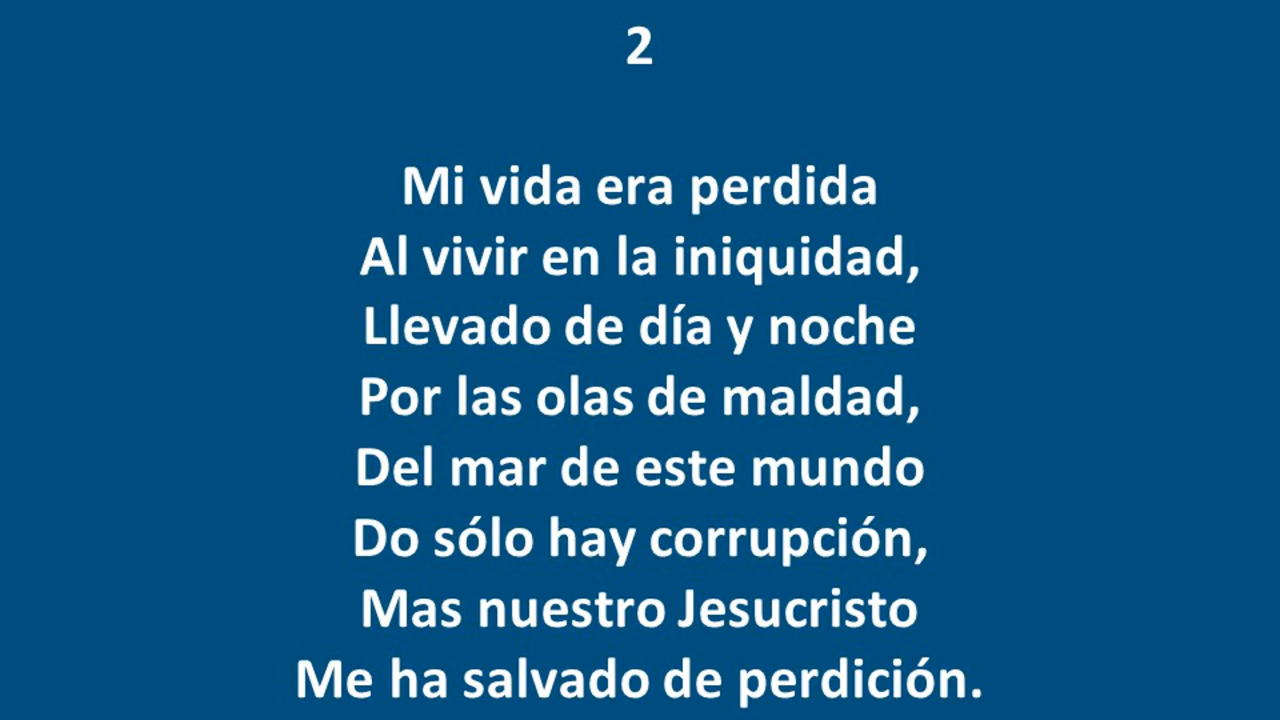 2
Mi vida era perdida
Al vivir en la iniquidad,
Llevado de día y noche
Por las olas de maldad,
Del mar de este mundo
Do sólo hay corrupción,
Mas nuestro Jesucristo
Me ha salvado de perdición.